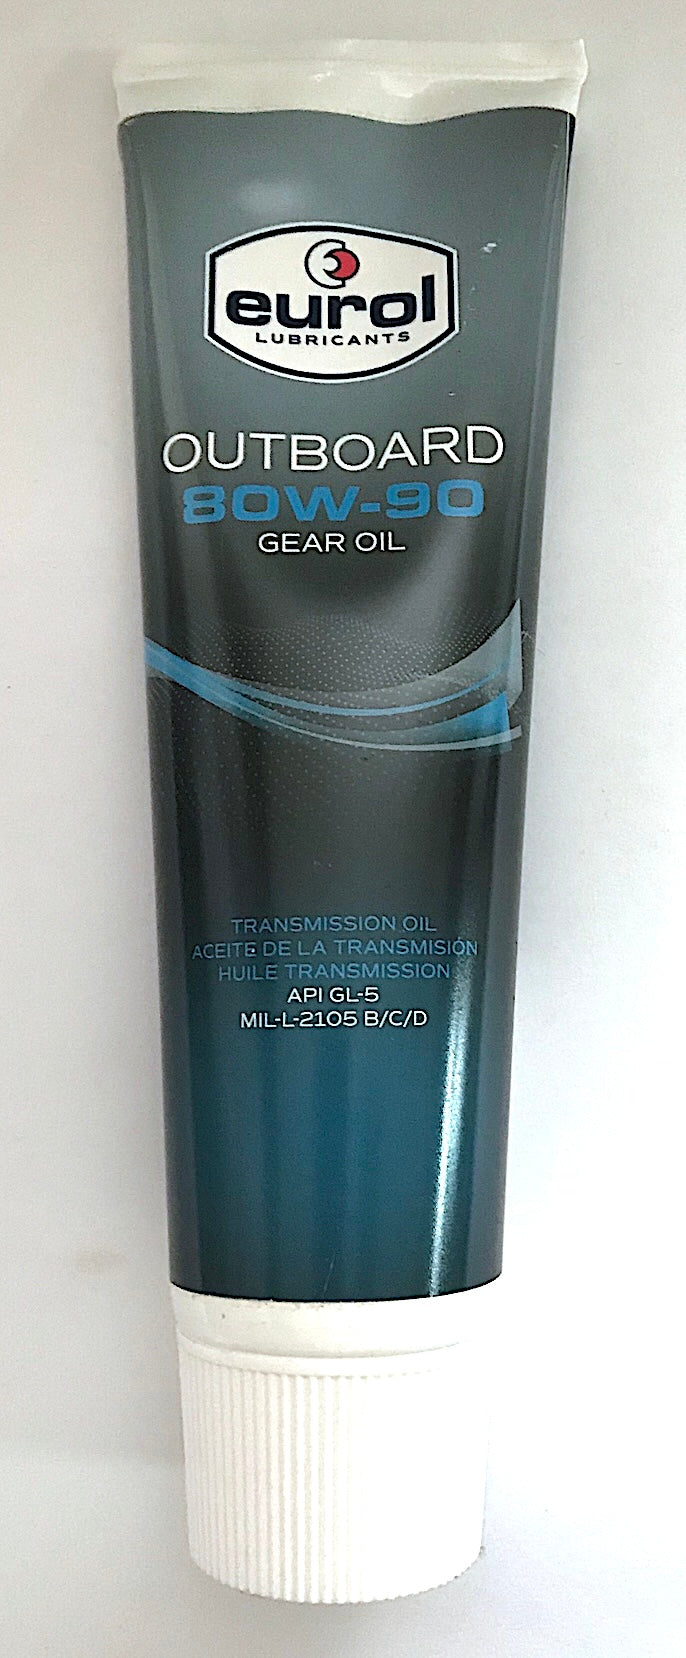 eurol
LUBRICANTS
OUTBOARD
80W-90
GEAR OIL
TRANSMISSION OIL
ACEITE DE LA TRANSMISIÓN
HUILE TRANSMISSION
API GL-5
MIL-L-2105 B/C/D